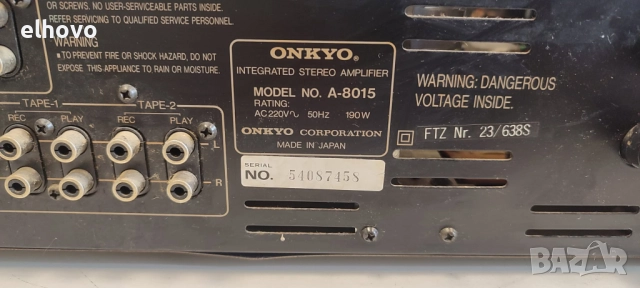 elhovo
OR SCREWS. NO USER-SERVICEABLE PARTS INSIDE.
REFER SERVICING TO QUALIFIED SERVICE PERSONNEL.
WARNING
*TO PREVENT FIRE OR SHOCK HAZARD, DO NOT
EXPOSE THIS APPLIANCE TO RAIN OR MOISTURE.
TAPE-1 TAPE-2
REC PLAY REC PLAY
L
R
ONKYO®
INTEGRATED STEREO AMPLIFIER
MODEL NO. A-8015
RATING:
AC 220V∿ 50HZ 190W
ONKYO CORPORATION
MADE IN JAPAN
SERIAL
NO. 54087458
WARNING: DANGEROUS
VOLTAGE INSIDE.
FTZ Nr. 23/638S
bazar